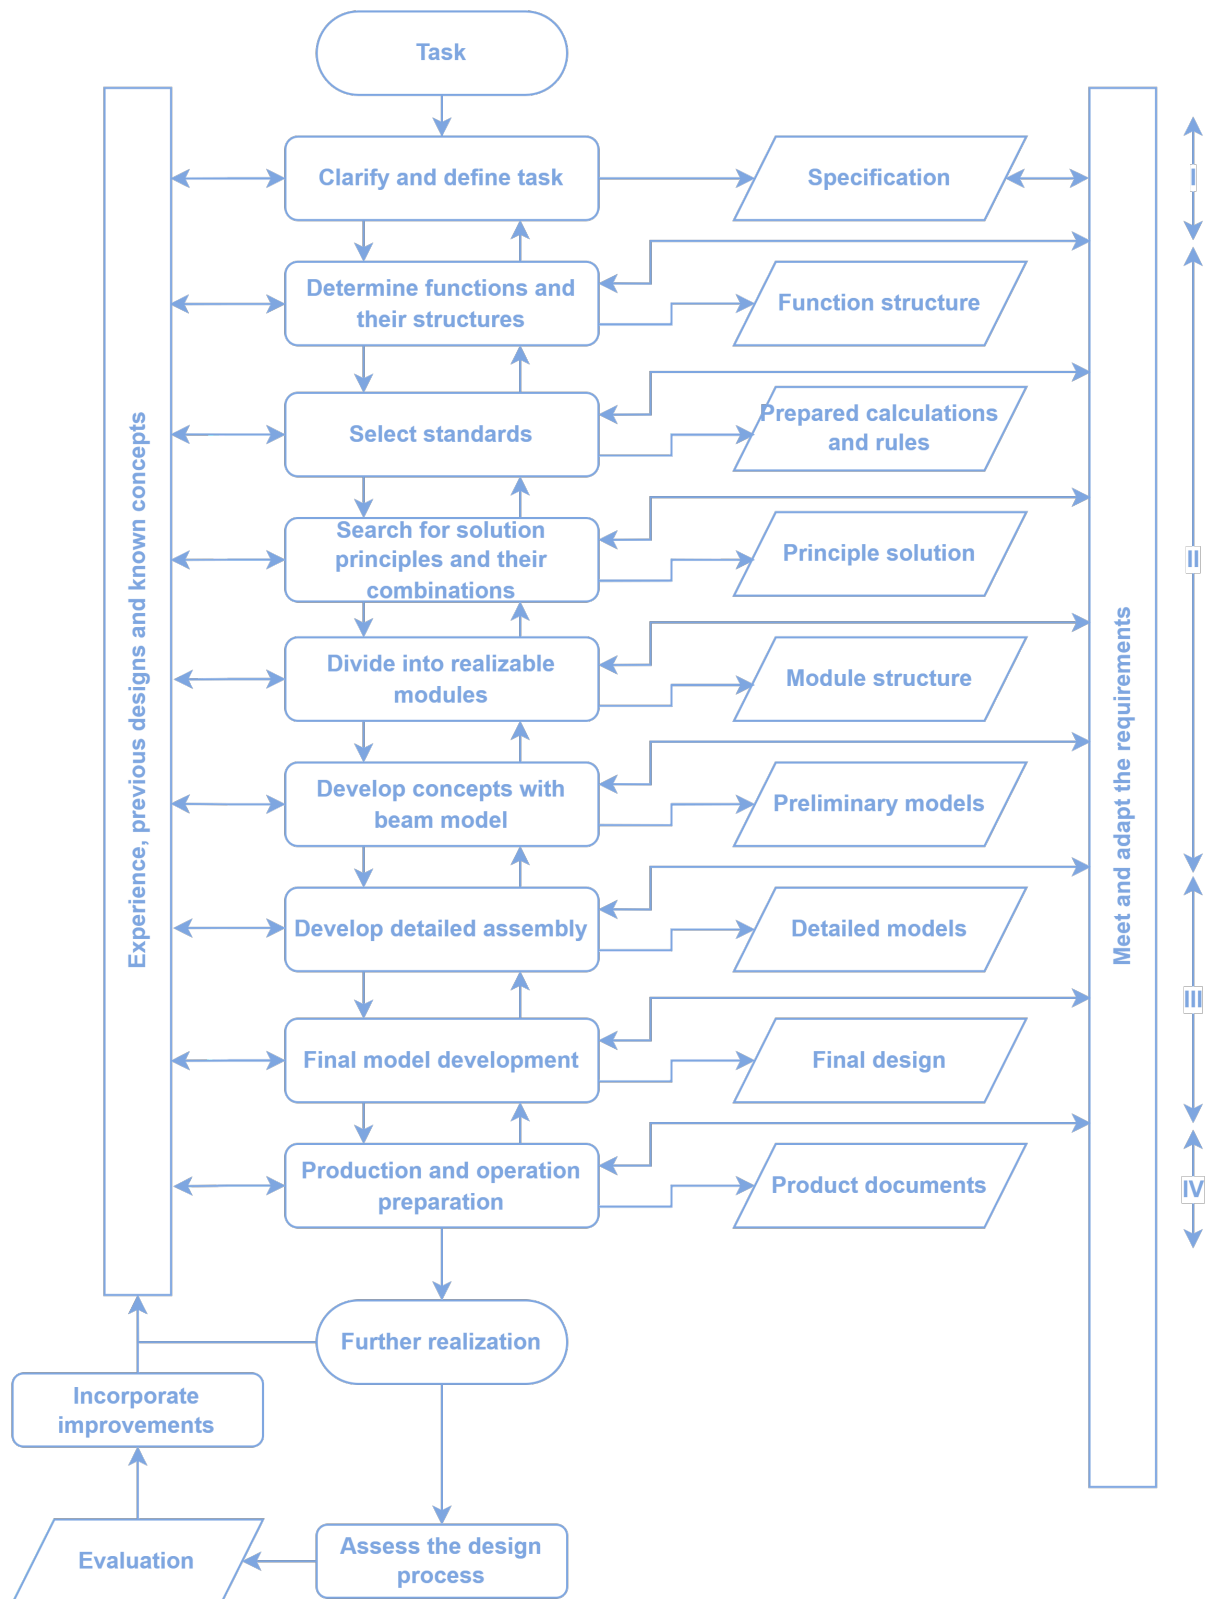 Task
Clarify and define task
Specification
I
Determine functions and
their structures
Function structure
Select standards
Prepared calculations
and rules
Search for solution
principles and their
combinations
Principle solution
II
Divide into realizable
modules
Module structure
Develop concepts with
beam model
Preliminary models
Develop detailed assembly
Detailed models
III
Final model development
Final design
Production and operation
preparation
Product documents
IV
Experience, previous designs and known concepts
Meet and adapt the requirements
Further realization
Incorporate
improvements
Assess the design
process
Evaluation